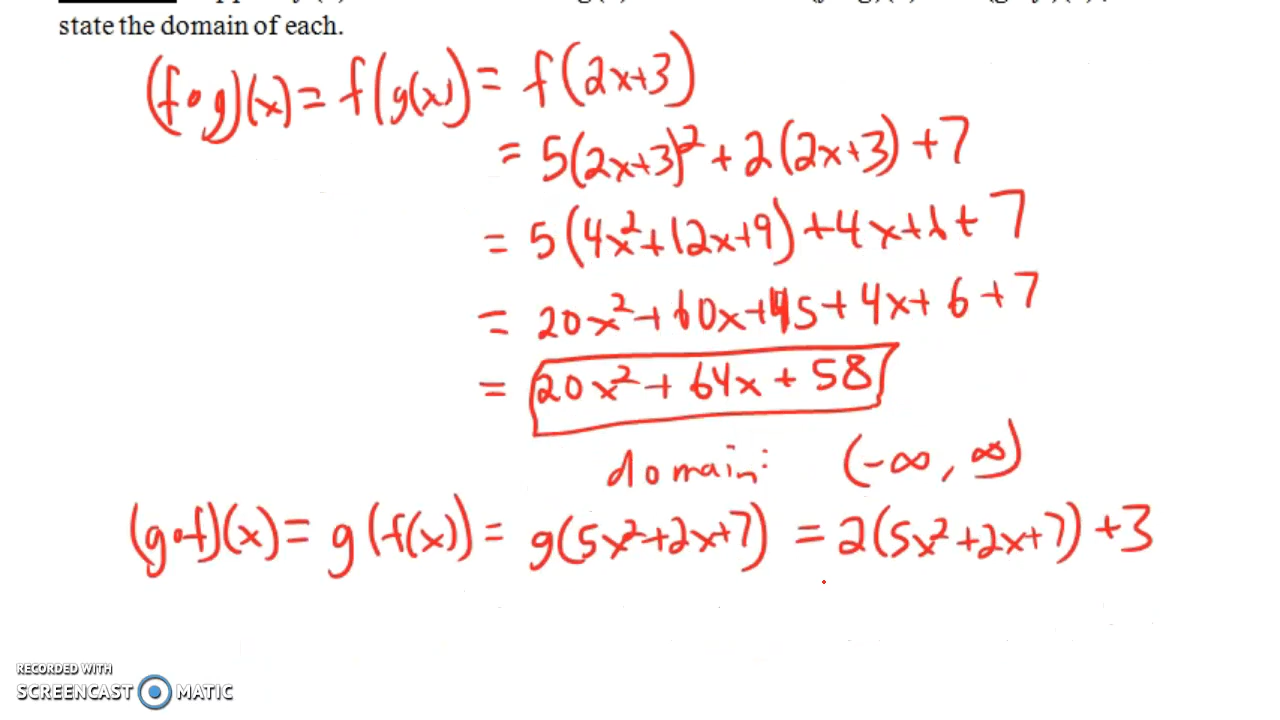 state the domain of each.
(f∘g)(x) = f(g(x)) = f(2x+3)
= 5(2x+3)² + 2(2x+3) + 7
= 5(4x²+12x+9) + 4x + 6 + 7
= 20x² + 60x + 45 + 4x + 6 + 7
= 20x² + 64x + 58
domain: (-∞, ∞)
(g∘f)(x) = g(f(x)) = g(5x²+2x+7) = 2(5x²+2x+7) + 3
RECORDED WITH
SCREENCAST MATIC